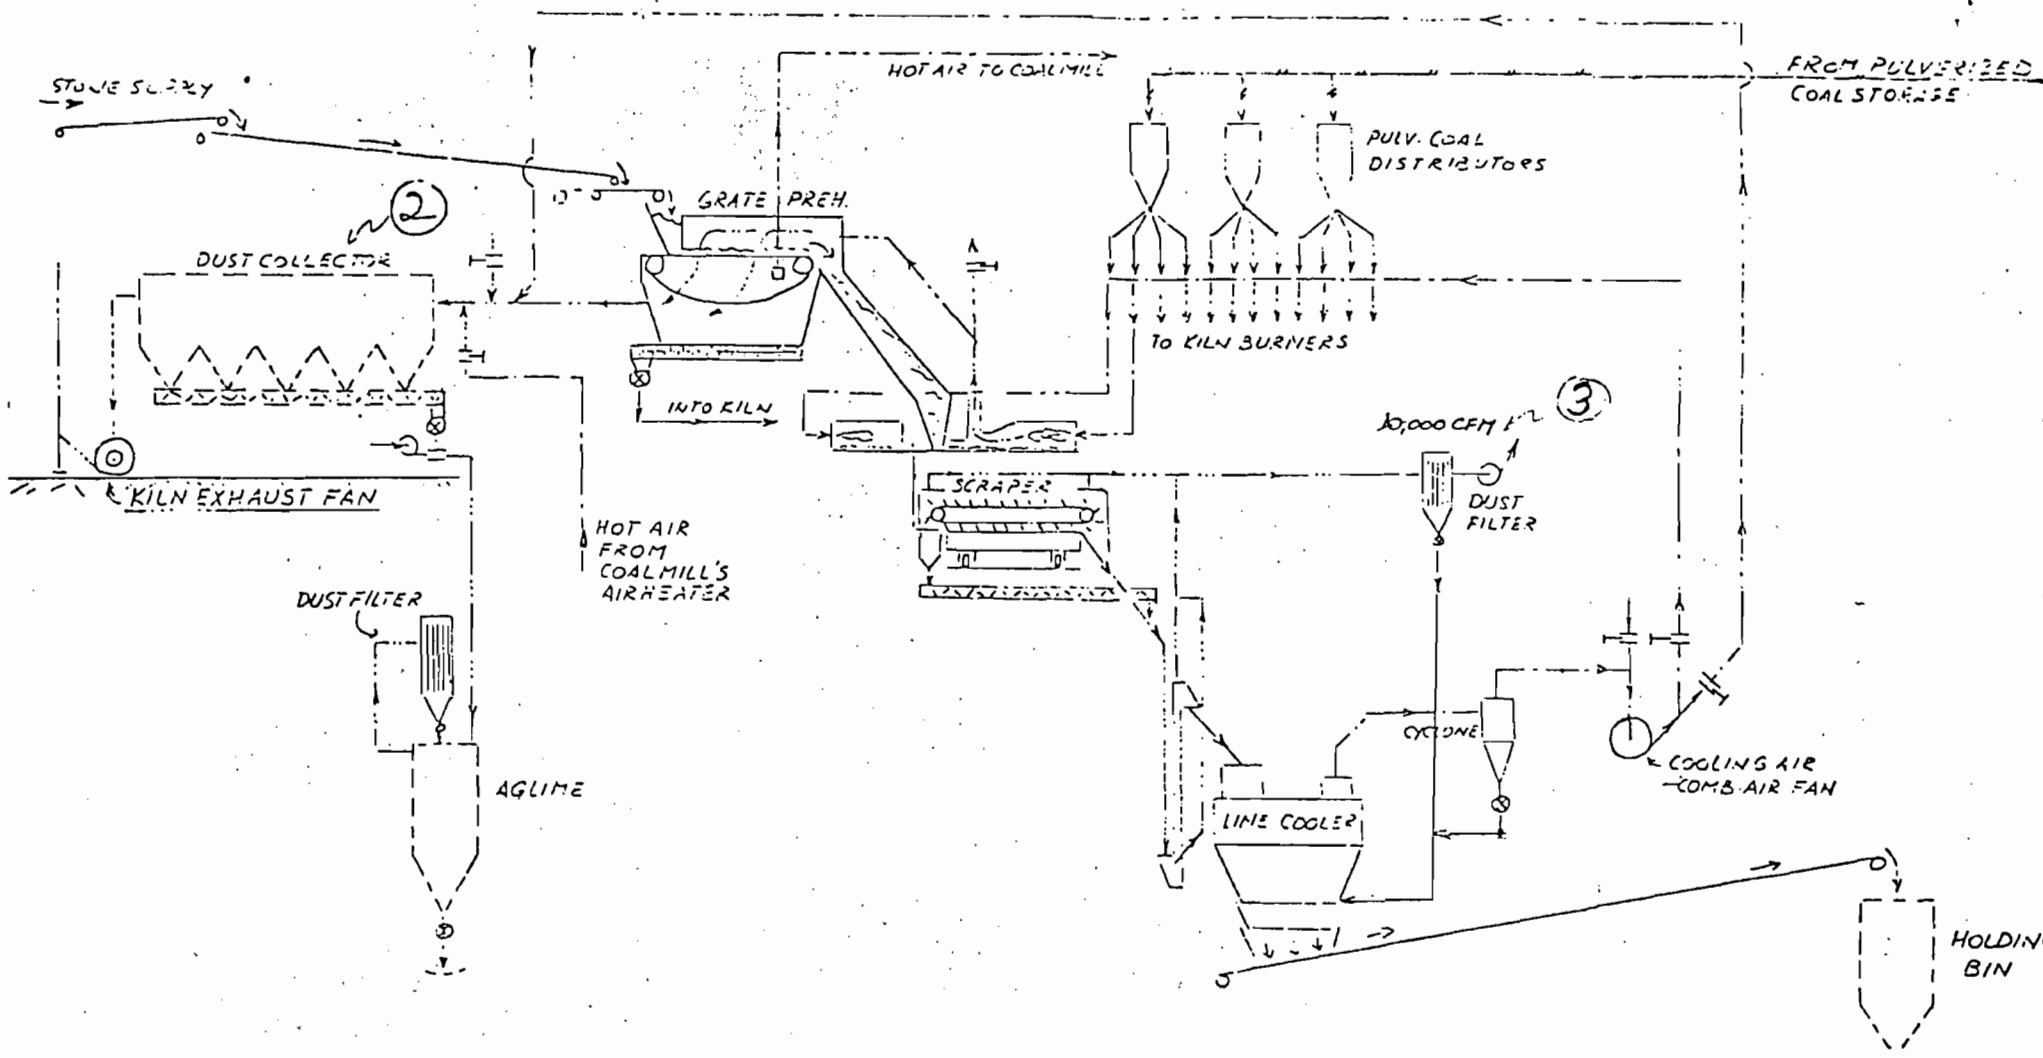 HOT AIR TO COALMILL
FROM PULVERIZED
COAL STORAGE
STONE SUPPLY
PULV. COAL
DISTRIBUTORS
2
GRATE PREH.
DUST COLLECTOR
TO KILN BURNERS
INTO KILN
3
10,000 CFM
SCRAPER
KILN EXHAUST FAN
DUST
FILTER
HOT AIR
FROM
COALMILL'S
AIRHEATER
DUST FILTER
CYCLONE
COOLING AIR
-COMB. AIR FAN
AGLIME
LIME COOLER
HOLDIN
BIN